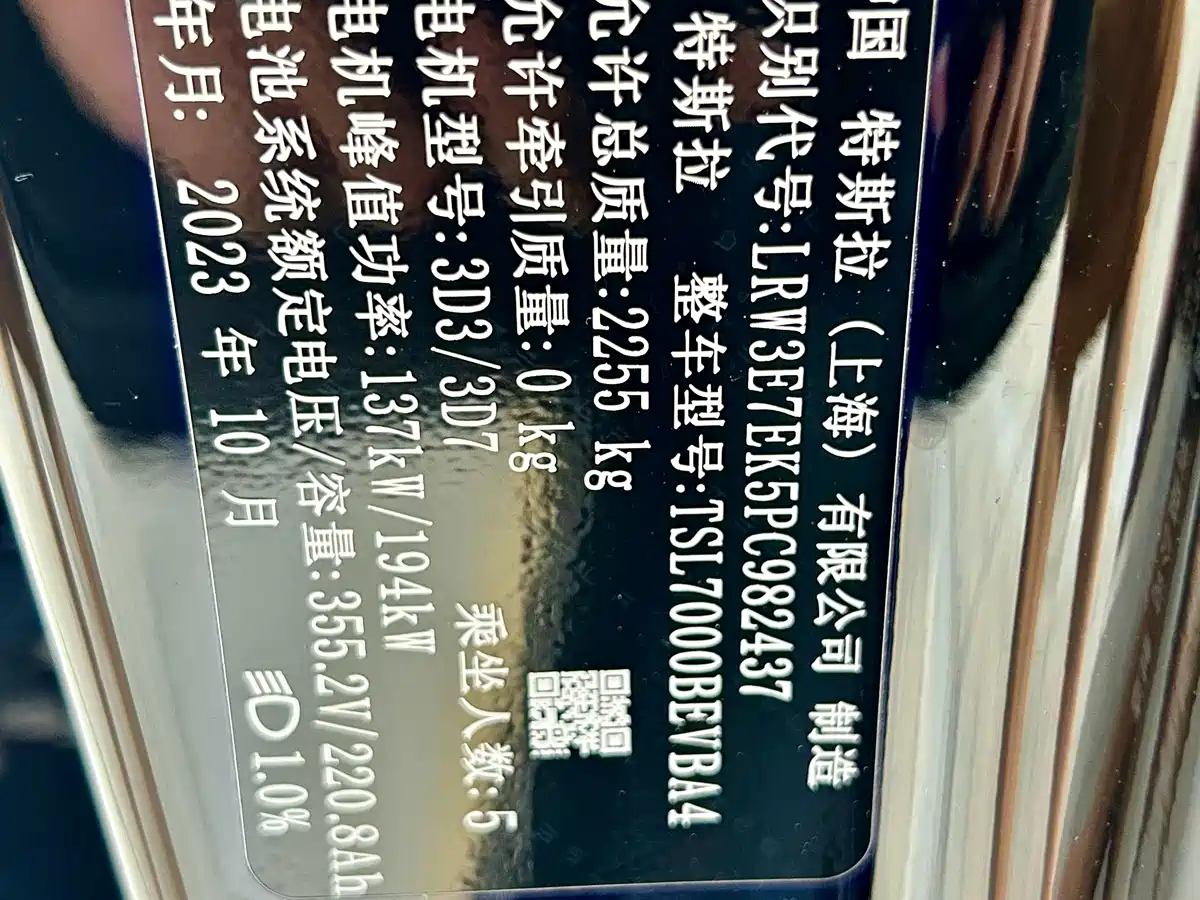 中国 特斯拉(上海)有限公司 制造
识别代号:LRW3E7EK5PC982437
特斯拉 整车型号:TSL7000BEVBA4
允许总质量:2255 kg
允许牵引质量:0 kg
电机型号:3D3/3D7 乘坐人数:5
电机峰值功率:137kW/194kW
电池系统额定电压/容量:355.2V/220.8Ah
年月: 2023 年 10 月 1.0%